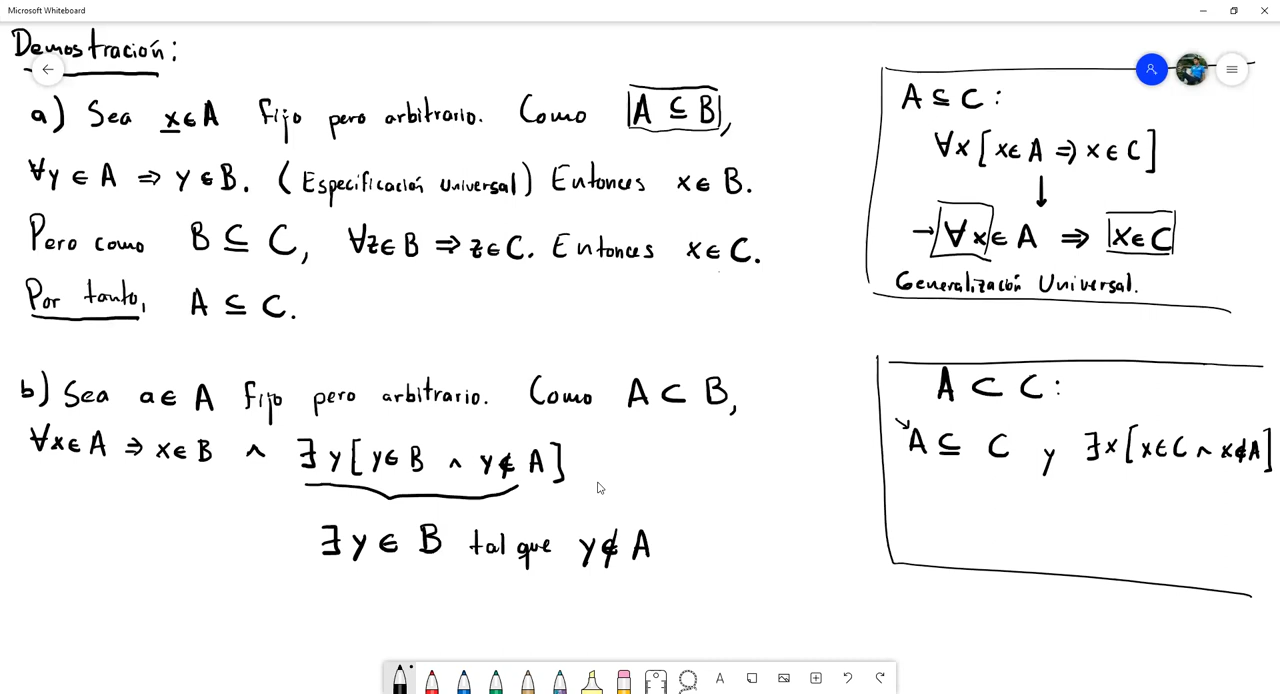 Microsoft Whiteboard
Demostración:
a) Sea x∈A fijo pero arbitrario. Como A ⊆ B,
∀y ∈ A ⇒ y ∈ B. (Especificación Universal) Entonces x ∈ B.
Pero como B ⊆ C, ∀z∈B ⇒ z∈C. Entonces x ∈ C.
Por tanto, A ⊆ C.
b) Sea a∈ A fijo pero arbitrario. Como A ⊂ B,
∀x∈A ⇒ x∈B ∧ ∃y[y∈B ∧ y∉A]
∃y ∈ B tal que y∉A
A ⊆ C:
∀x[x∈A ⇒ x∈C]
↓
→ ∀x∈A ⇒ x∈C
Generalización Universal.
A ⊂ C:
A ⊆ C y ∃x[x∈C ∧ x∉A]
A